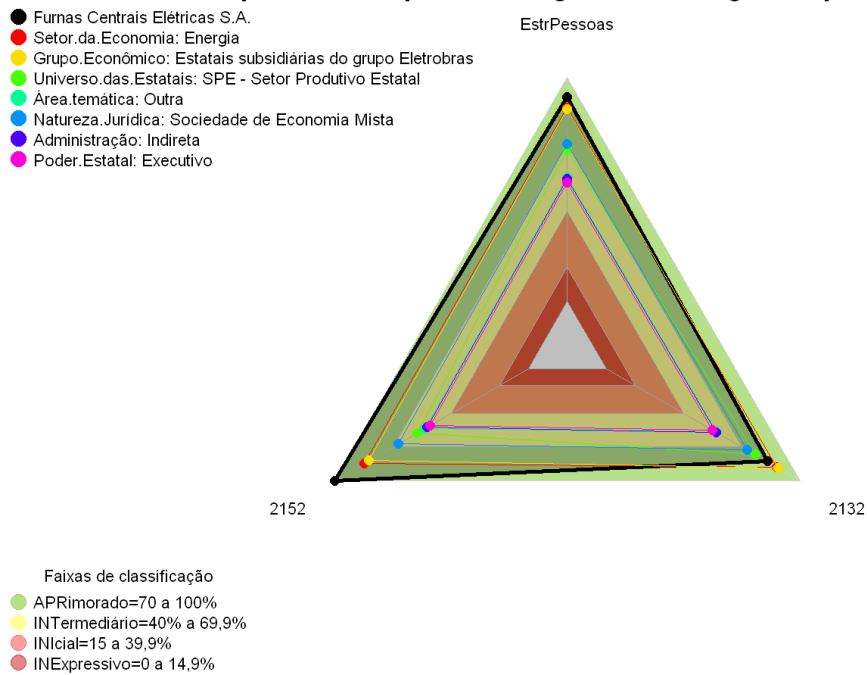 EstrPessoas
Furnas Centrais Elétricas S.A.
Setor.da.Economia: Energia
Grupo.Econômico: Estatais subsidiárias do grupo Eletrobras
Universo.das.Estatais: SPE - Setor Produtivo Estatal
Área.temática: Outra
Natureza.Jurídica: Sociedade de Economia Mista
Administração: Indireta
Poder.Estatal: Executivo
2152
2132
Faixas de classificação
APRimorado=70 a 100%
INTermediário=40% a 69,9%
INIcial=15 a 39,9%
INExpressivo=0 a 14,9%